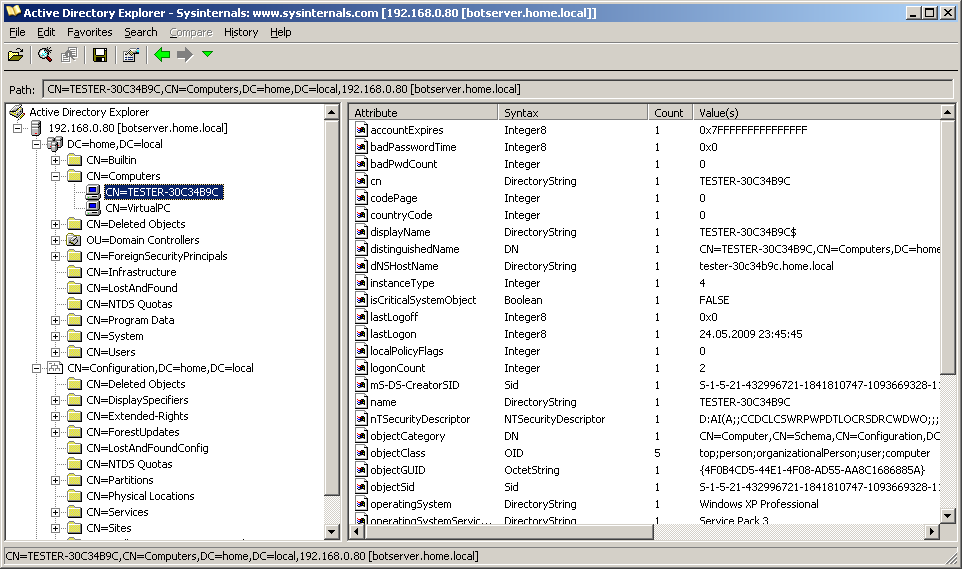 Active Directory Explorer - Sysinternals: www.sysinternals.com [192.168.0.80 [botserver.home.local]]
File Edit Favorites Search Compare History Help
Path: CN=TESTER-30C34B9C,CN=Computers,DC=home,DC=local,192.168.0.80 [botserver.home.local]
Active Directory Explorer
192.168.0.80 [botserver.home.local]
DC=home,DC=local
CN=Builtin
CN=Computers
CN=TESTER-30C34B9C
CN=VirtualPC
CN=Deleted Objects
OU=Domain Controllers
CN=ForeignSecurityPrincipals
CN=Infrastructure
CN=LostAndFound
CN=NTDS Quotas
CN=Program Data
CN=System
CN=Users
CN=Configuration,DC=home,DC=local
CN=Deleted Objects
CN=DisplaySpecifiers
CN=Extended-Rights
CN=ForestUpdates
CN=LostAndFoundConfig
CN=NTDS Quotas
CN=Partitions
CN=Physical Locations
CN=Services
CN=Sites
Attribute Syntax Count Value(s)
accountExpires Integer8 1 0x7FFFFFFFFFFFFFFF
badPasswordTime Integer8 1 0x0
badPwdCount Integer 1 0
cn DirectoryString 1 TESTER-30C34B9C
codePage Integer 1 0
countryCode Integer 1 0
displayName DirectoryString 1 TESTER-30C34B9C$
distinguishedName DN 1 CN=TESTER-30C34B9C,CN=Computers,DC=home
dNSHostName DirectoryString 1 tester-30c34b9c.home.local
instanceType Integer 1 4
isCriticalSystemObject Boolean 1 FALSE
lastLogoff Integer8 1 0x0
lastLogon Integer8 1 24.05.2009 23:45:45
localPolicyFlags Integer 1 0
logonCount Integer 1 2
mS-DS-CreatorSID Sid 1 S-1-5-21-432996721-1841810747-1093669328-11
name DirectoryString 1 TESTER-30C34B9C
nTSecurityDescriptor NTSecurityDescriptor 1 D:AI(A;;CCDCLCSWRPWPDTLOCRSDRCWDWO;;;
objectCategory DN 1 CN=Computer,CN=Schema,CN=Configuration,DC
objectClass OID 5 top;person;organizationalPerson;user;computer
objectGUID OctetString 1 {4F0B4CD5-44E1-4F08-AD55-AA8C1686885A}
objectSid Sid 1 S-1-5-21-432996721-1841810747-1093669328-11
operatingSystem DirectoryString 1 Windows XP Professional
operatingSystemServic... DirectoryString 1 Service Pack 3
CN=TESTER-30C34B9C,CN=Computers,DC=home,DC=local,192.168.0.80 [botserver.home.local]